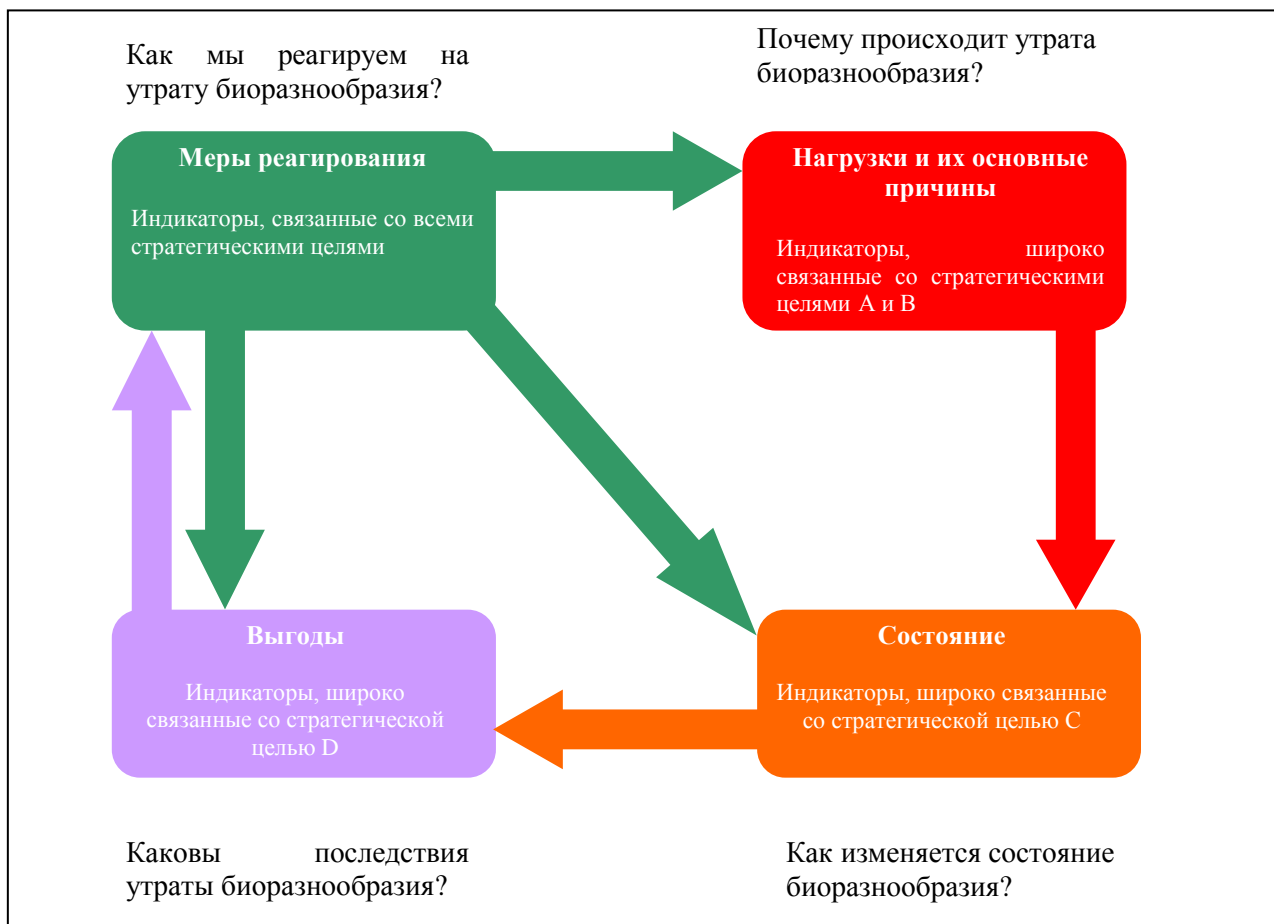 Как мы реагируем на
утрату биоразнообразия?
Почему происходит утрата
биоразнообразия?
Меры реагирования
Индикаторы, связанные со всеми
стратегическими целями
Нагрузки и их основные
причины
Индикаторы, широко
связанные со стратегическими
целями A и B
Выгоды
Индикаторы, широко
связанные со стратегической
целью D
Состояние
Индикаторы, широко связанные
со стратегической целью C
Каковы последствия
утраты биоразнообразия?
Как изменяется состояние
биоразнообразия?